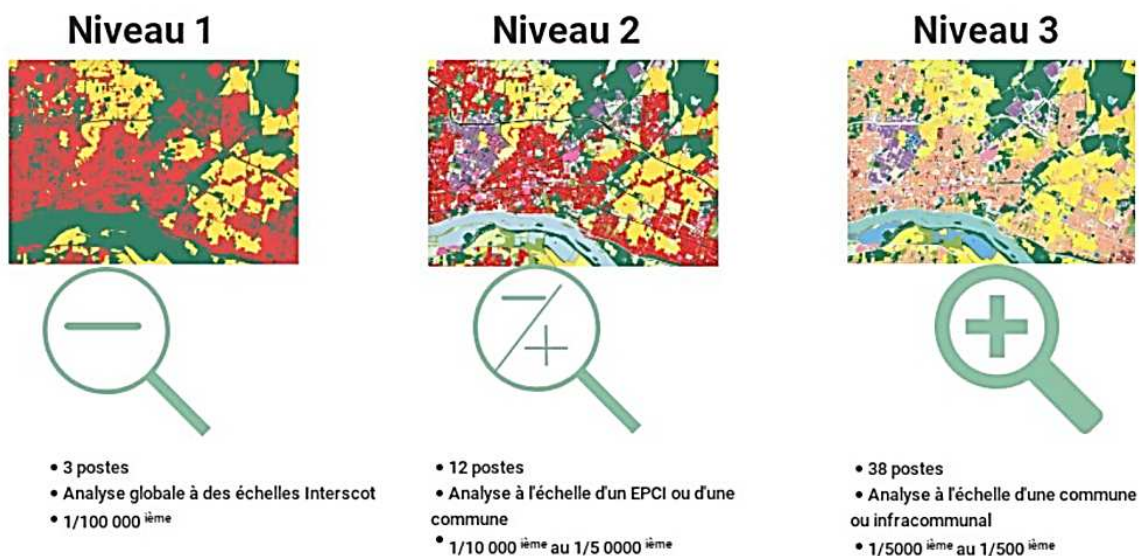 Niveau 1
Niveau 2
Niveau 3
• 3 postes
• Analyse globale à des échelles Interscot
• 1/100 000 ième
• 12 postes
• Analyse à l'échelle d'un EPCI ou d'une
commune
• 1/10 000 ième au 1/5 0000 ième
• 38 postes
• Analyse à l'échelle d'une commune
ou infracommunal
• 1/5000 ième au 1/500 ième